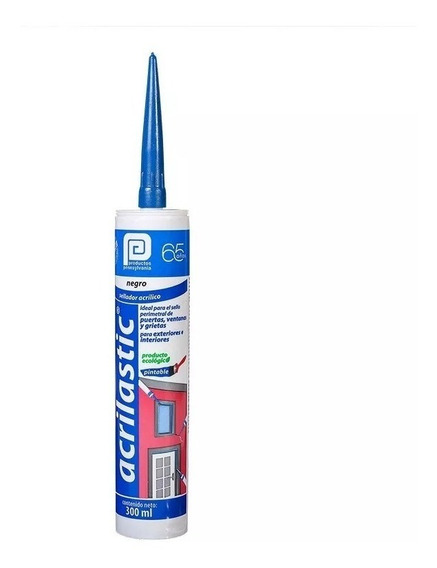 productos
pennsylvania
65
años
negro
sellador acrílico
acrilastic®
Ideal para el sello
perimetral de
puertas, ventanas
y grietas
para exteriores e
interiores
producto
ecológico
pintable
contenido neto:
300 ml